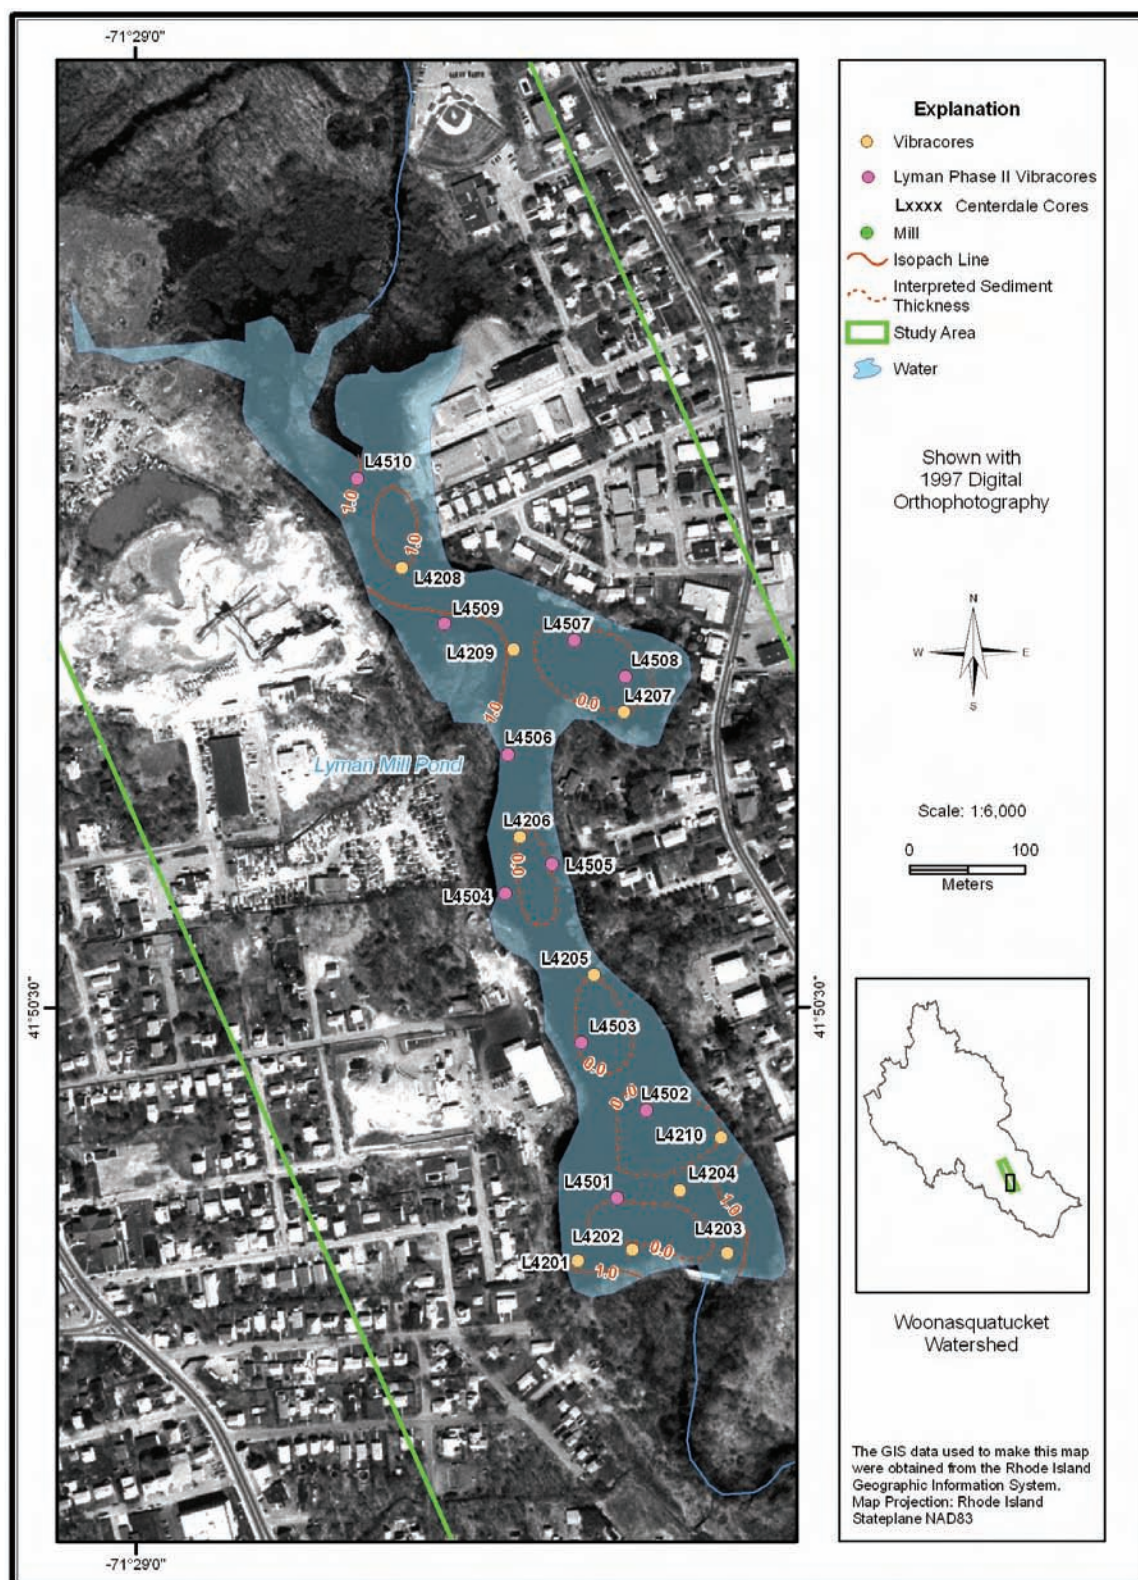 -71°29'0"
L4510
1.0
1.0
L4208
L4509
L4507
L4209
L4508
L4207
0.0
1.0
L4506
Lyman Mill Pond
L4206
0.0
L4505
L4504
L4205
41°50'30"
41°50'30"
L4503
0.0
0.0
L4502
L4210
L4204
L4501
1.0
L4202
L4203
0.0
L4201
1.0
-71°29'0"
Explanation
Vibracores
Lyman Phase II Vibracores
Lxxxx Centerdale Cores
Mill
Isopach Line
Interpreted Sediment
Thickness
Study Area
Water
Shown with
1997 Digital
Orthophotography
N
W
E
S
Scale: 1:6,000
0 100
Meters
Woonasquatucket
Watershed
The GIS data used to make this map
were obtained from the Rhode Island
Geographic Information System.
Map Projection: Rhode Island
Stateplane NAD83